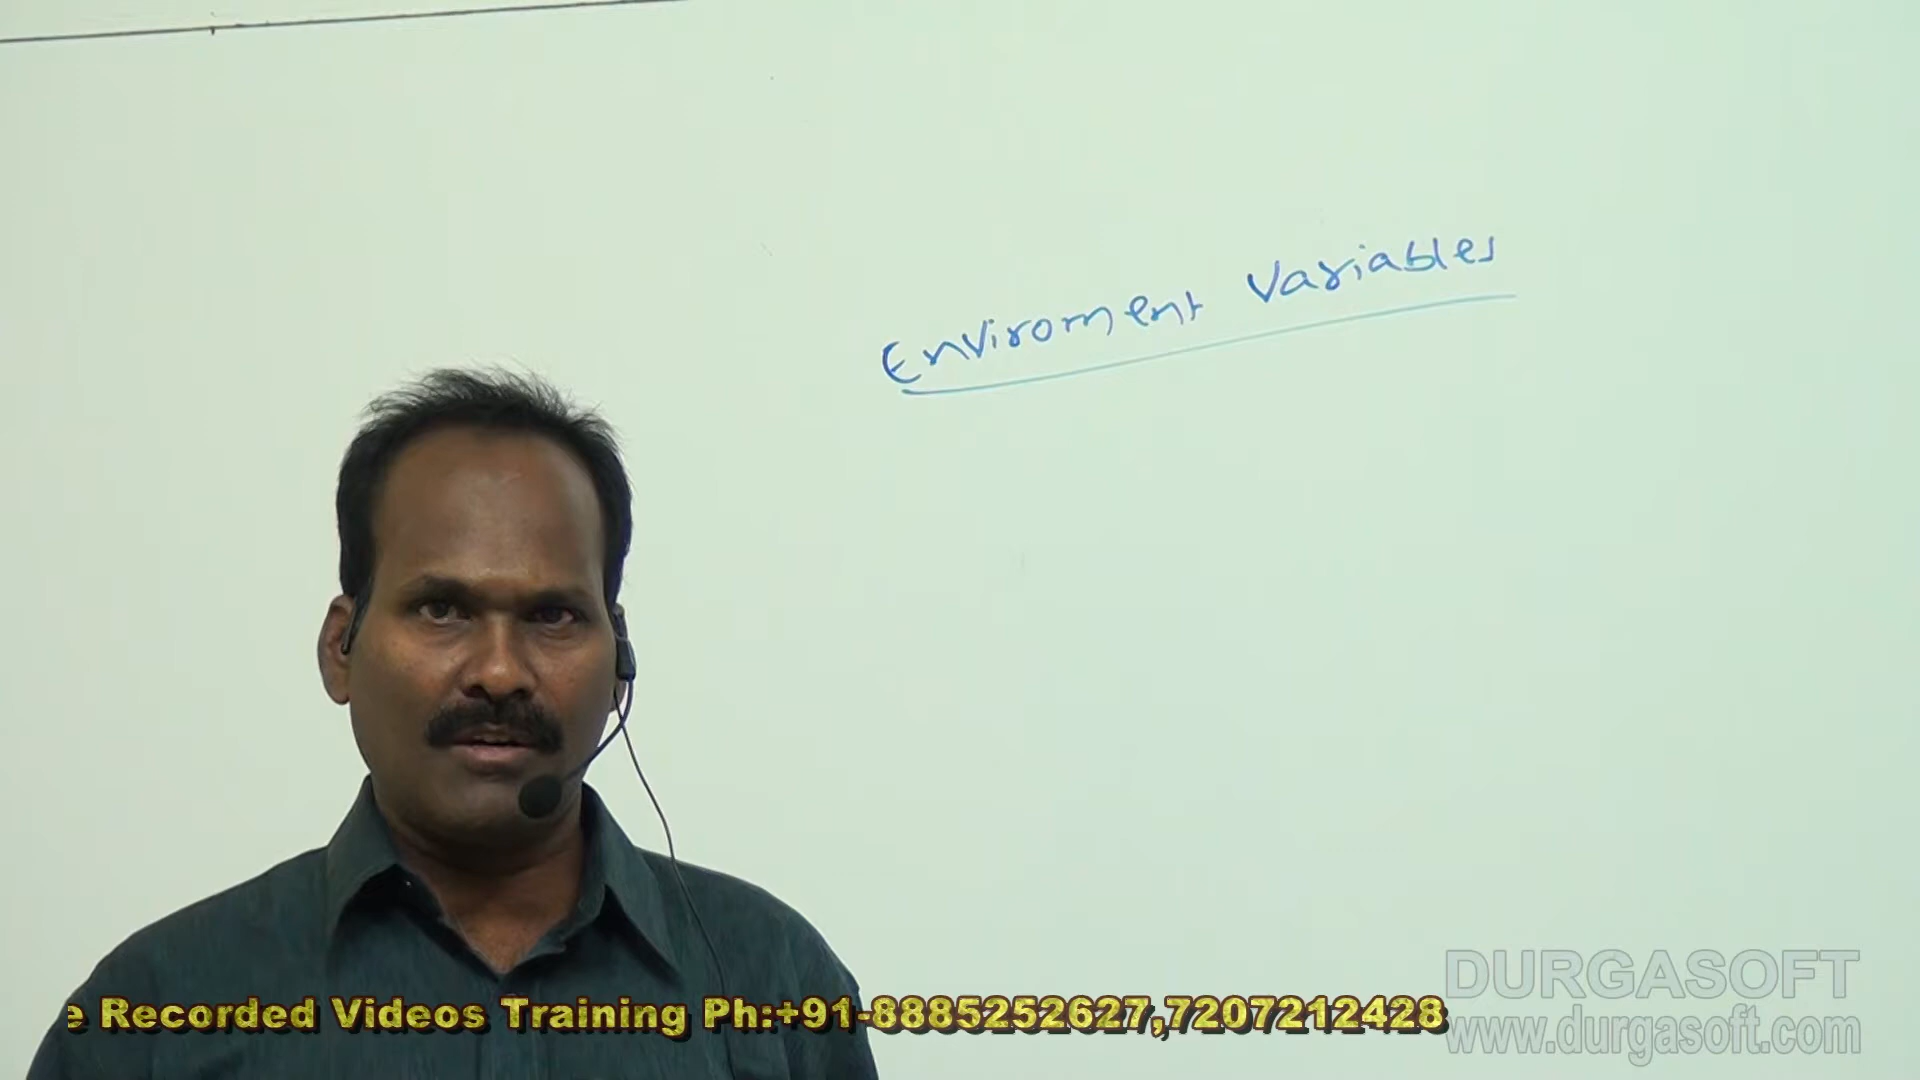 Enviroment Variables
e Recorded Videos Training Ph:+91-8885252627,7207212428
DURGASOFT
www.durgasoft.com